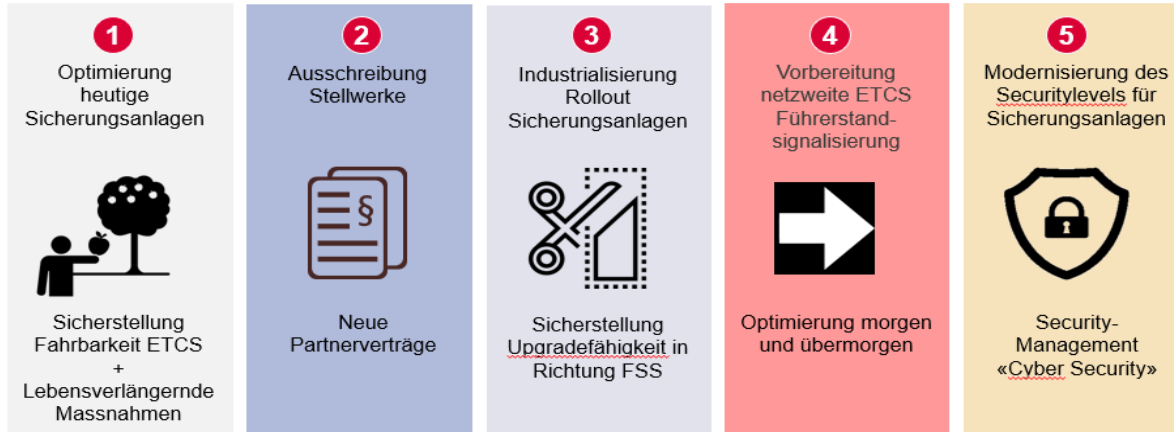 1
Optimierung
heutige
Sicherungsanlagen
Sicherstellung
Fahrbarkeit ETCS
+
Lebensverlängernde
Massnahmen
2
Ausschreibung
Stellwerke
§
Neue
Partnerverträge
3
Industrialisierung
Rollout
Sicherungsanlagen
Sicherstellung
Upgradefähigkeit in
Richtung FSS
4
Vorbereitung
netzweite ETCS
Führerstand-
signalisierung
Optimierung morgen
und übermorgen
5
Modernisierung des
Securitylevels für
Sicherungsanlagen
Security-
Management
«Cyber Security»